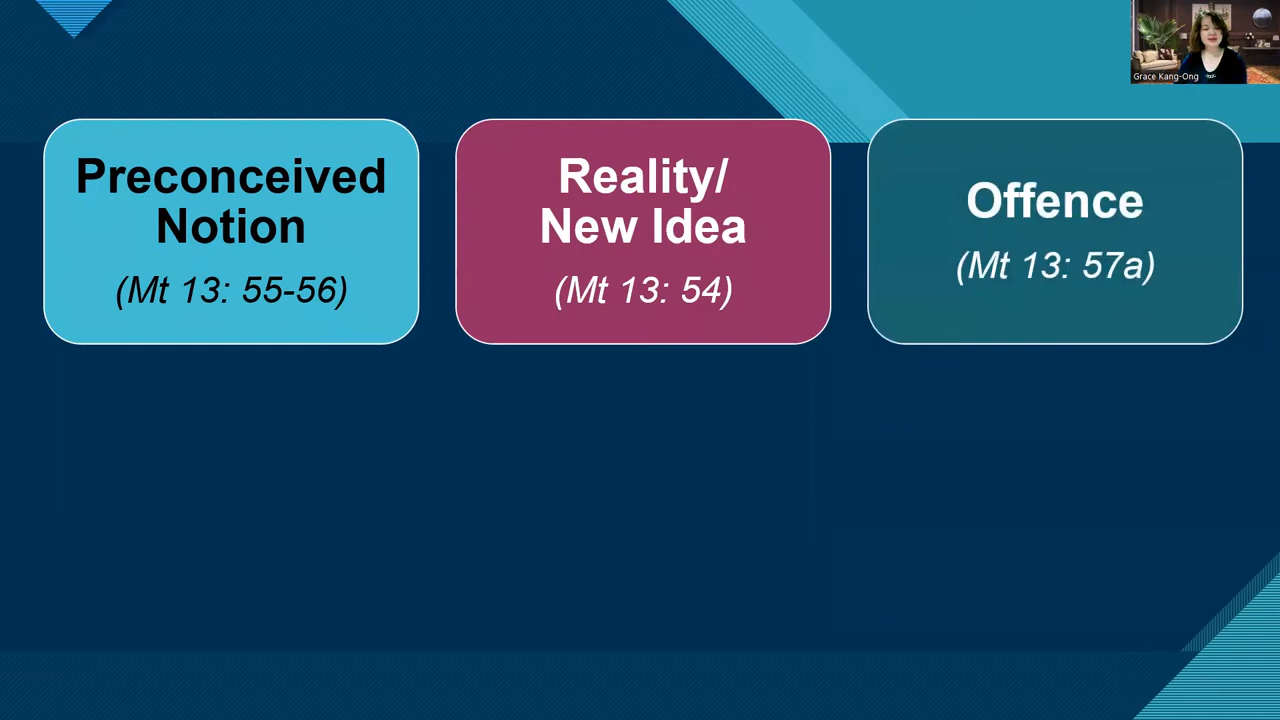 Grace Kang-Ong
Preconceived
Notion
(Mt 13: 55-56)
Reality/
New Idea
(Mt 13: 54)
Offence
(Mt 13: 57a)